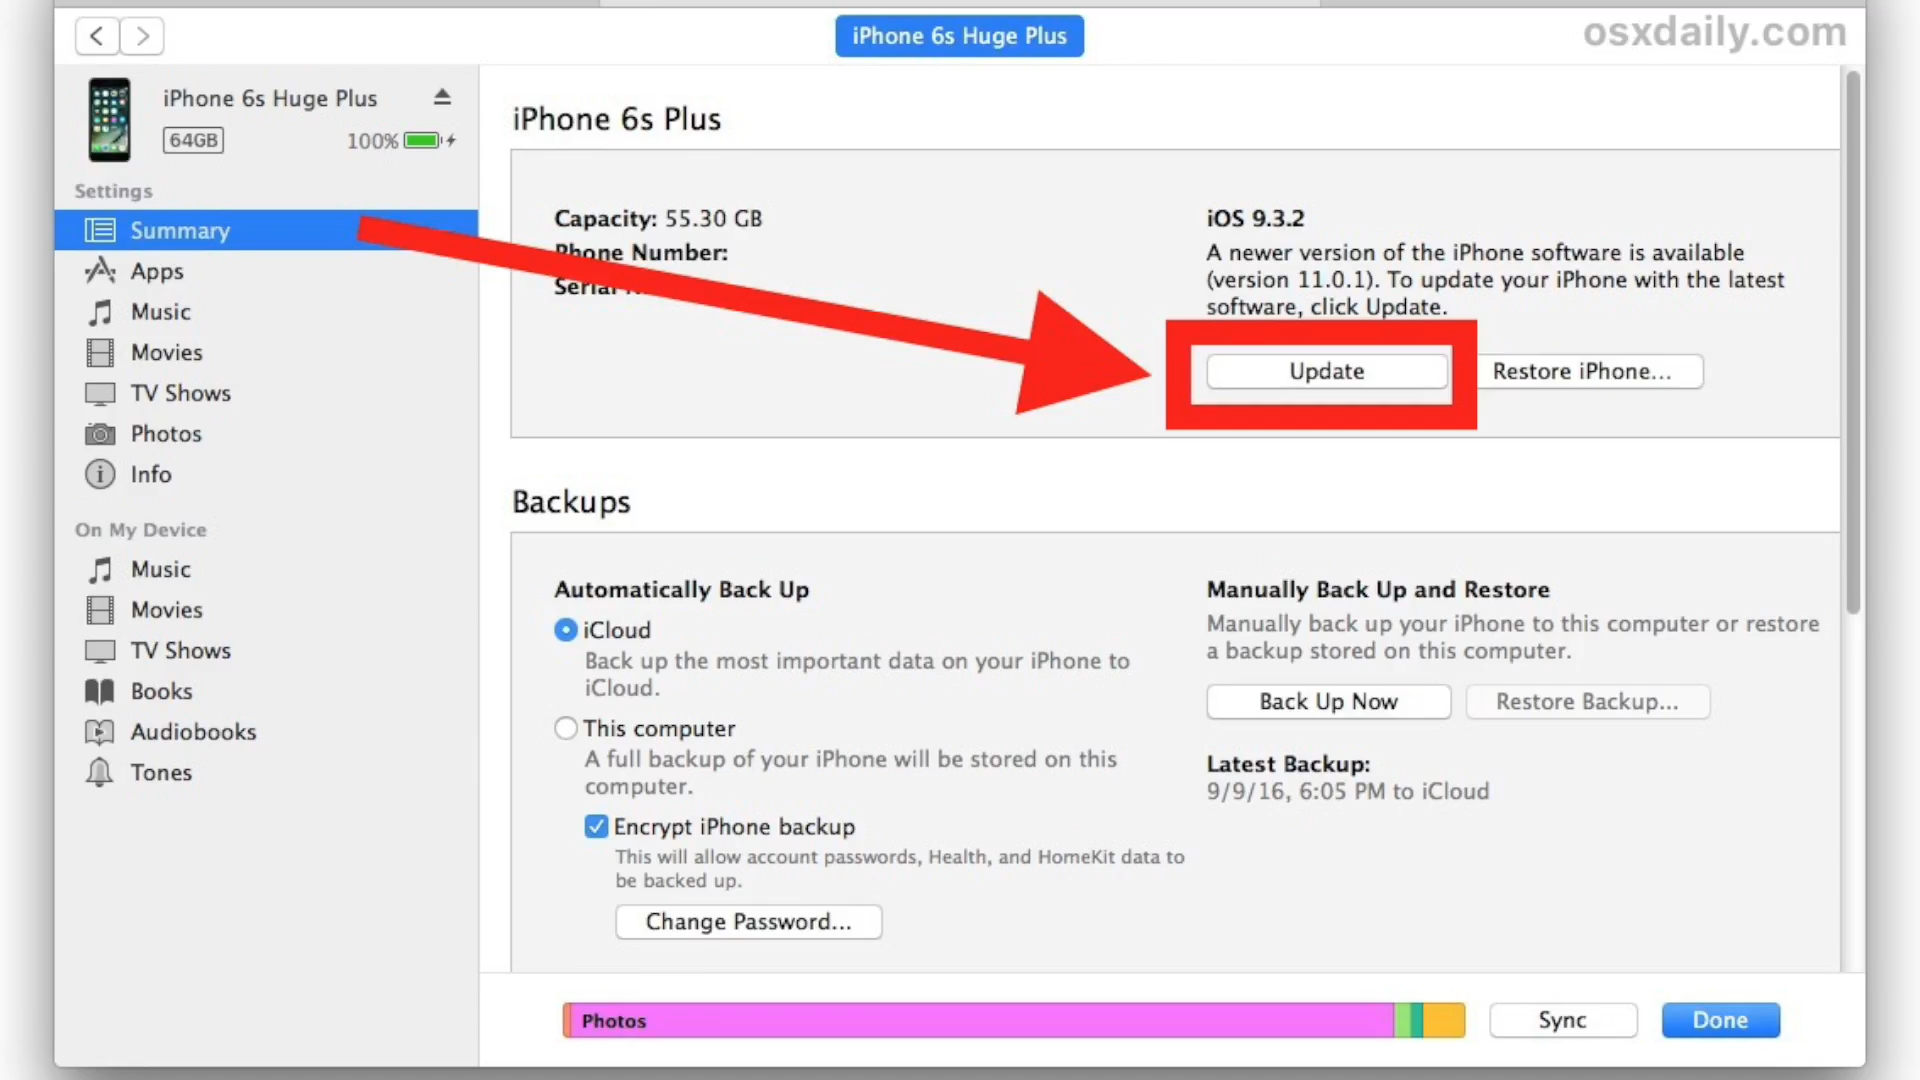 iPhone 6s Huge Plus
osxdaily.com
iPhone 6s Huge Plus
64GB
100%
Settings
Summary
Apps
Music
Movies
TV Shows
Photos
Info
On My Device
Music
Movies
TV Shows
Books
Audiobooks
Tones
iPhone 6s Plus
Capacity: 55.30 GB
Phone Number:
Serial
iOS 9.3.2
A newer version of the iPhone software is available
(version 11.0.1). To update your iPhone with the latest
software, click Update.
Update
Restore iPhone...
Backups
Automatically Back Up
iCloud
Back up the most important data on your iPhone to
iCloud.
This computer
A full backup of your iPhone will be stored on this
computer.
Encrypt iPhone backup
This will allow account passwords, Health, and HomeKit data to
be backed up.
Change Password...
Manually Back Up and Restore
Manually back up your iPhone to this computer or restore
a backup stored on this computer.
Back Up Now
Restore Backup...
Latest Backup:
9/9/16, 6:05 PM to iCloud
Photos
Sync
Done